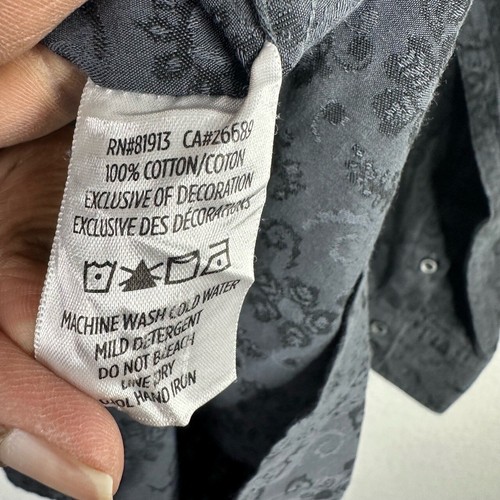 RN#81913 CA#26689
100% COTTON/COTON
EXCLUSIVE OF DECORATION
EXCLUSIVE DES DÉCORATIONS
MACHINE WASH COLD WATER
MILD DETERGENT
DO NOT BLEACH
LINE DRY
COOL HAND IRON